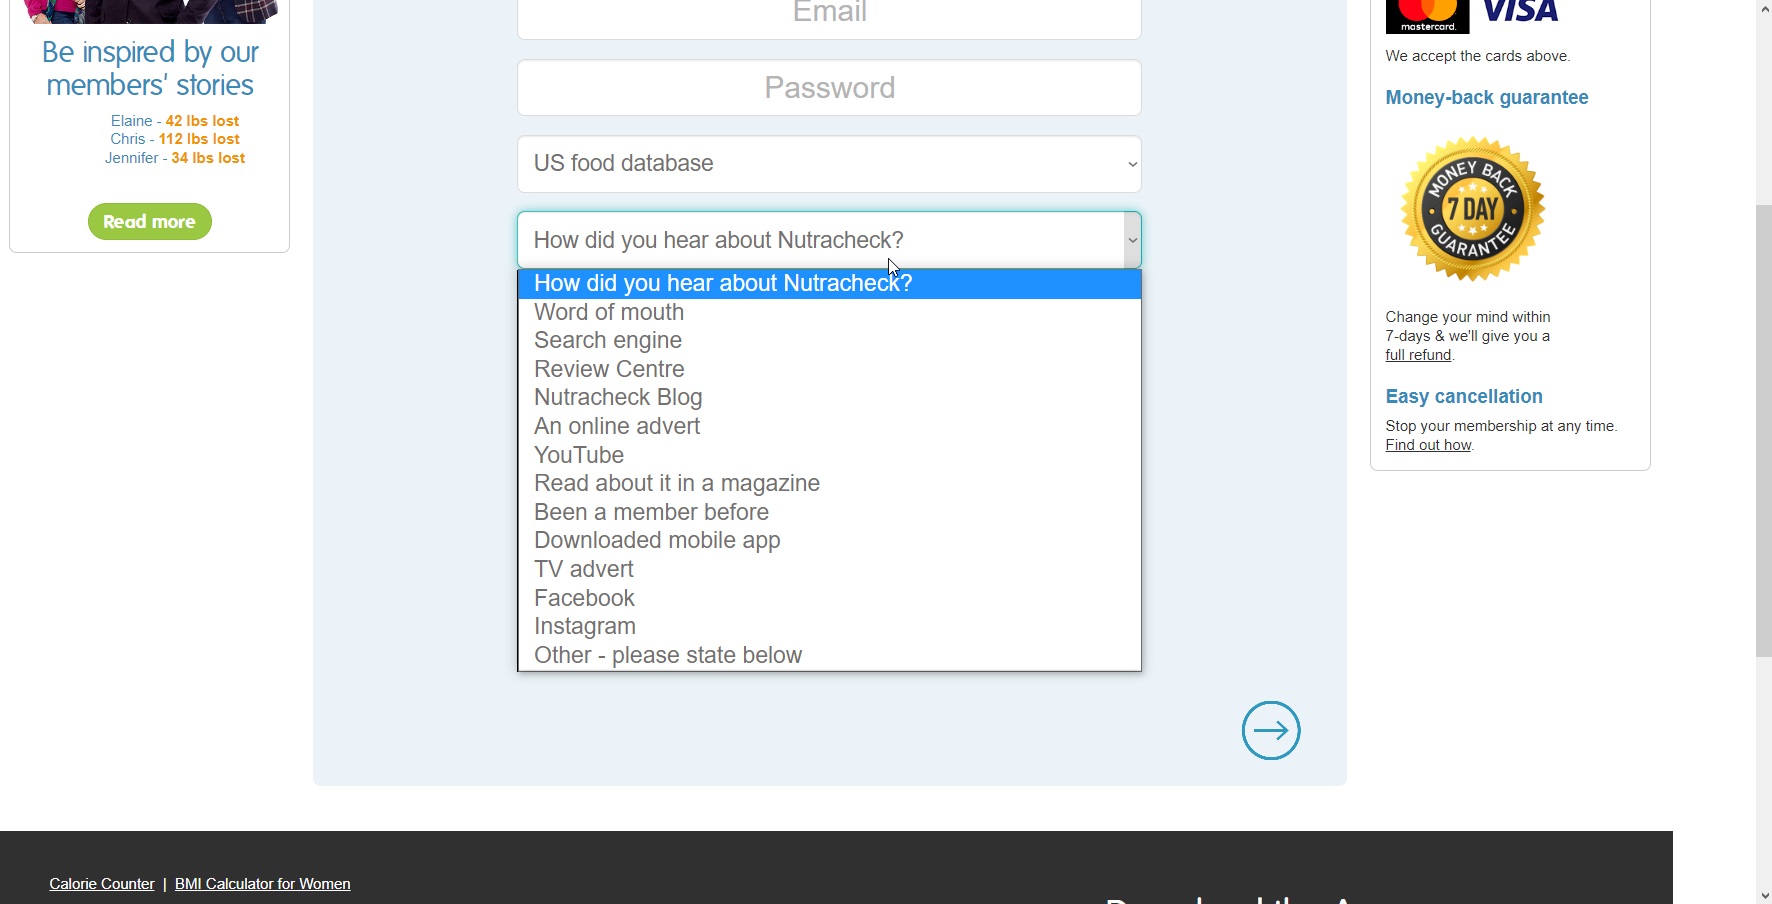 Be inspired by our
members' stories
Elaine - 42 lbs lost
Chris - 112 lbs lost
Jennifer - 34 lbs lost
Read more
Email
Password
US food database
How did you hear about Nutracheck?
How did you hear about Nutracheck?
Word of mouth
Search engine
Review Centre
Nutracheck Blog
An online advert
YouTube
Read about it in a magazine
Been a member before
Downloaded mobile app
TV advert
Facebook
Instagram
Other - please state below
mastercard.
VISA
We accept the cards above.
Money-back guarantee
MONEY BACK
7 DAY
GUARANTEE
Change your mind within
7-days & we'll give you a
full refund.
Easy cancellation
Stop your membership at any time.
Find out how.
Calorie Counter | BMI Calculator for Women